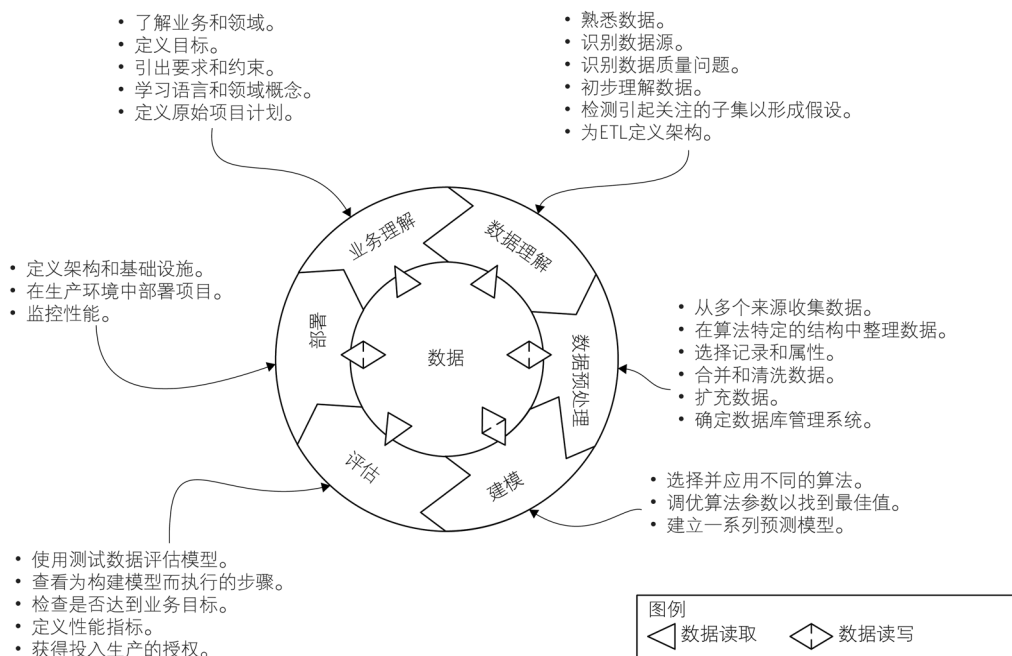 • 了解业务和领域。
• 定义目标。
• 引出要求和约束。
• 学习语言和领域概念。
• 定义原始项目计划。
• 熟悉数据。
• 识别数据源。
• 识别数据质量问题。
• 初步理解数据。
• 检测引起关注的子集以形成假设。
• 为ETL定义架构。
业务理解
数据理解
• 定义架构和基础设施。
• 在生产环境中部署项目。
• 监控性能。
部署
数据
数据预处理
• 从多个来源收集数据。
• 在算法特定的结构中整理数据。
• 选择记录和属性。
• 合并和清洗数据。
• 扩充数据。
• 确定数据库管理系统。
评估
建模
• 选择并应用不同的算法。
• 调优算法参数以找到最佳值。
• 建立一系列预测模型。
• 使用测试数据评估模型。
• 查看为构建模型而执行的步骤。
• 检查是否达到业务目标。
• 定义性能指标。
• 获得投入生产的授权。
图例
数据读取
数据读写